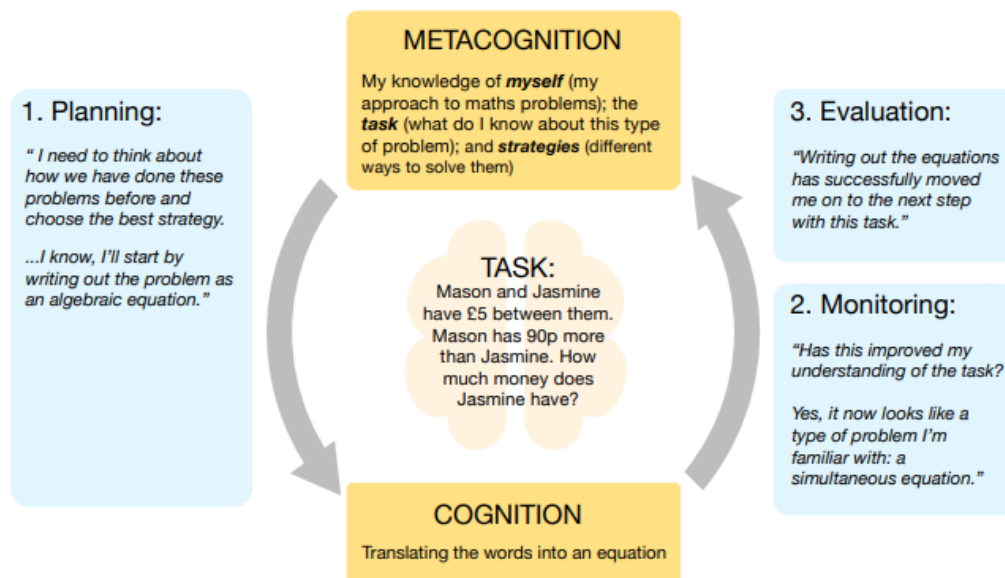 METACOGNITION
My knowledge of myself (my
approach to maths problems); the
task (what do I know about this type
of problem); and strategies (different
ways to solve them)
1. Planning:
“ I need to think about
how we have done these
problems before and
choose the best strategy.
...I know, I’ll start by
writing out the problem as
an algebraic equation.”
TASK:
Mason and Jasmine
have £5 between them.
Mason has 90p more
than Jasmine. How
much money does
Jasmine have?
COGNITION
Translating the words into an equation
3. Evaluation:
“Writing out the equations
has successfully moved
me on to the next step
with this task.”
2. Monitoring:
“Has this improved my
understanding of the task?
Yes, it now looks like a
type of problem I’m
familiar with: a
simultaneous equation.”